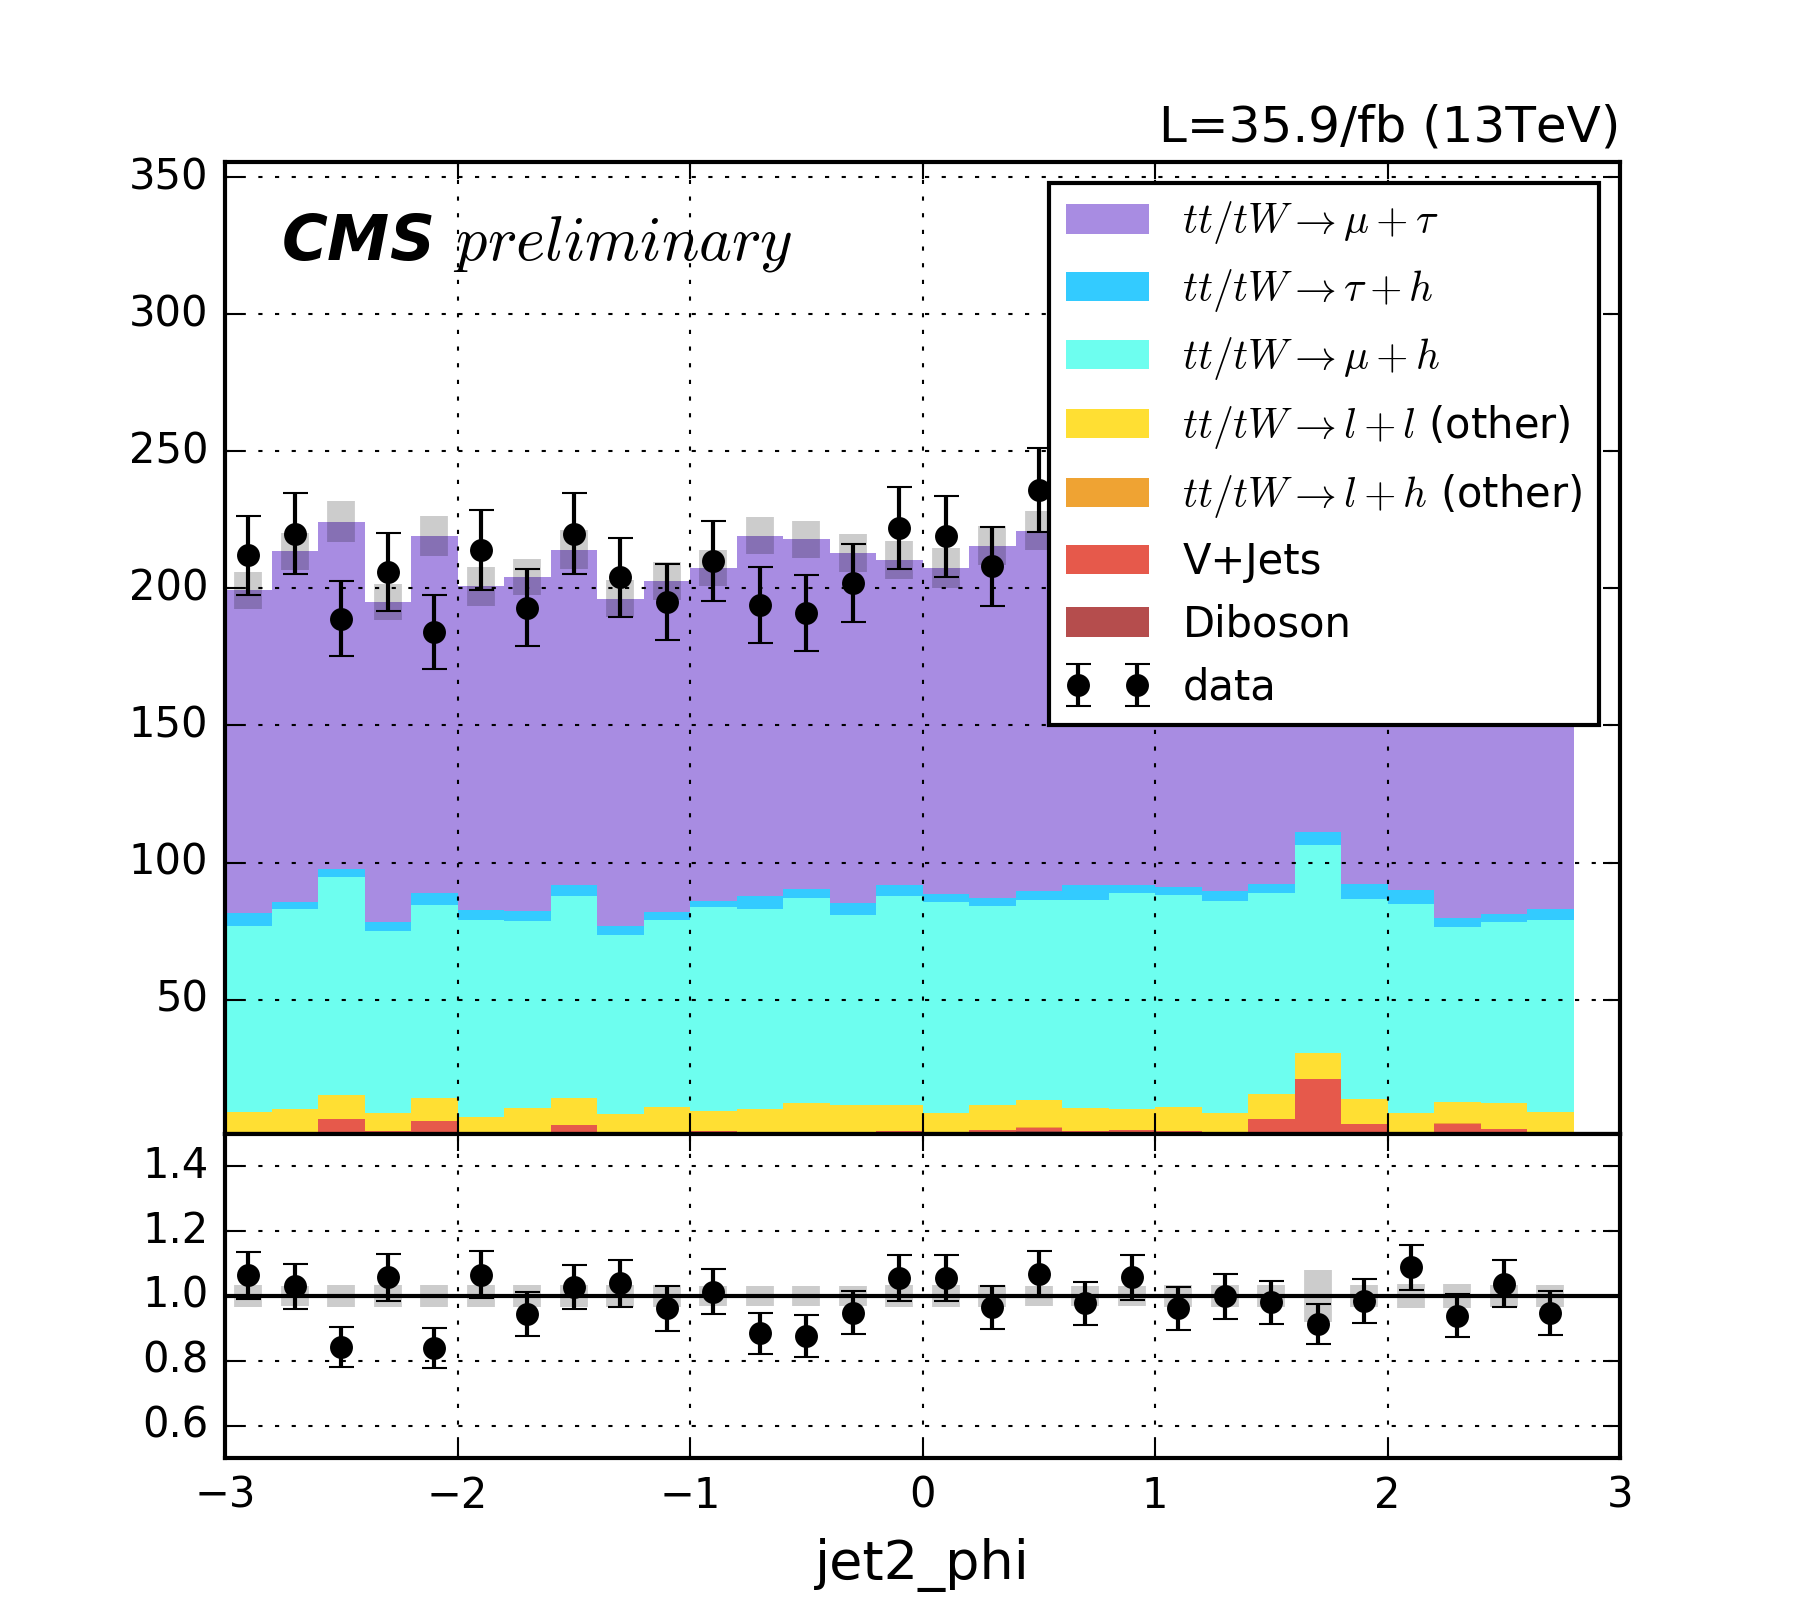 L=35.9/fb (13TeV)
CMS preliminary
350
300
250
200
150
100
50
tt/tW → μ + τ
tt/tW → τ + h
tt/tW → μ + h
tt/tW → l + l (other)
tt/tW → l + h (other)
V+Jets
Diboson
data
1.4
1.2
1.0
0.8
0.6
−3 −2 −1 0 1 2 3
jet2_phi